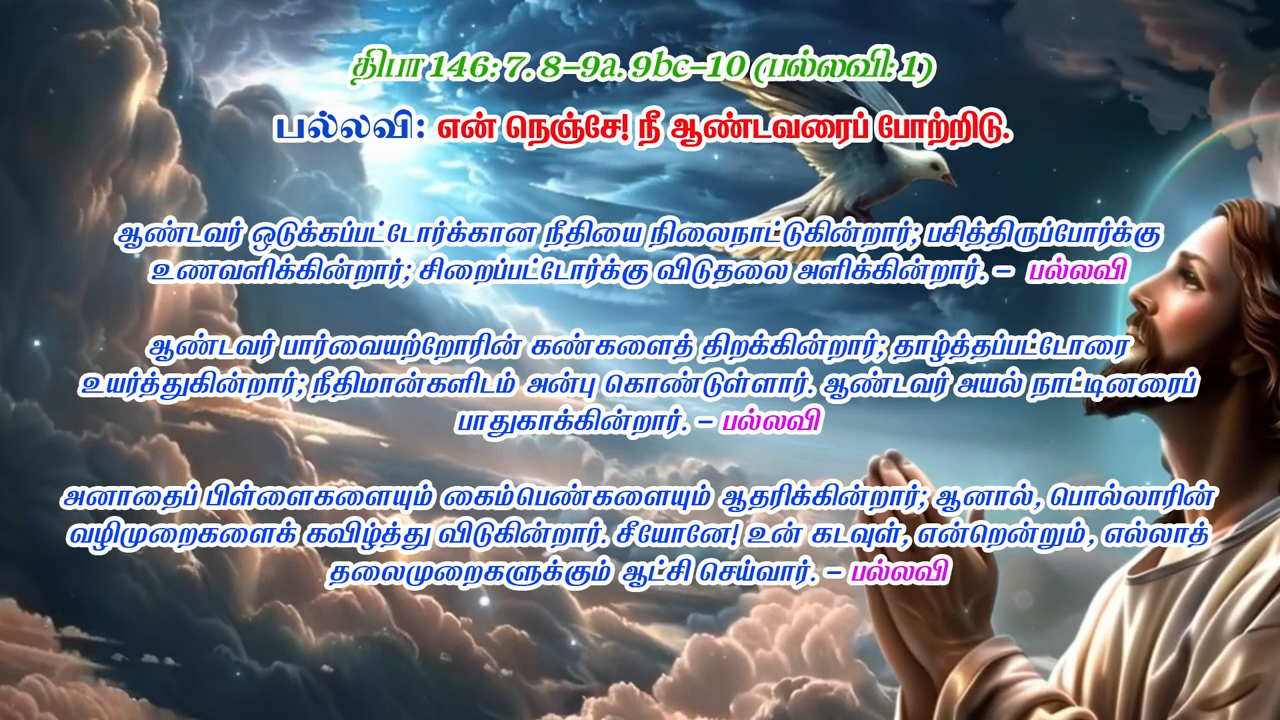 திபா 146: 7. 8-9a. 9bc-10 (பல்லவி: 1)
பல்லவி: என் நெஞ்சே! நீ ஆண்டவரைப் போற்றிடு.
ஆண்டவர் ஒடுக்கப்பட்டோர்க்கான நீதியை நிலைநாட்டுகின்றார்; பசித்திருப்போர்க்கு
உணவளிக்கின்றார்; சிறைப்பட்டோர்க்கு விடுதலை அளிக்கின்றார். – பல்லவி
ஆண்டவர் பார்வையற்றோரின் கண்களைத் திறக்கின்றார்; தாழ்த்தப்பட்டோரை
உயர்த்துகின்றார்; நீதிமான்களிடம் அன்பு கொண்டுள்ளார். ஆண்டவர் அயல் நாட்டினரைப்
பாதுகாக்கின்றார். – பல்லவி
அனாதைப் பிள்ளைகளையும் கைம்பெண்களையும் ஆதரிக்கின்றார்; ஆனால், பொல்லாரின்
வழிமுறைகளைக் கவிழ்த்து விடுகின்றார். சீயோனே! உன் கடவுள், என்றென்றும், எல்லாத்
தலைமுறைகளுக்கும் ஆட்சி செய்வார். – பல்லவி